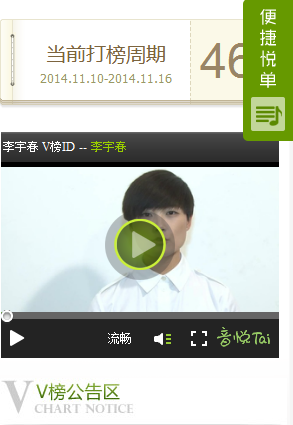 便捷悦单
当前打榜周期
2014.11.10-2014.11.16
46
李宇春 V榜ID -- 李宇春
流畅
音悦Tai
V榜公告区
CHART NOTICE